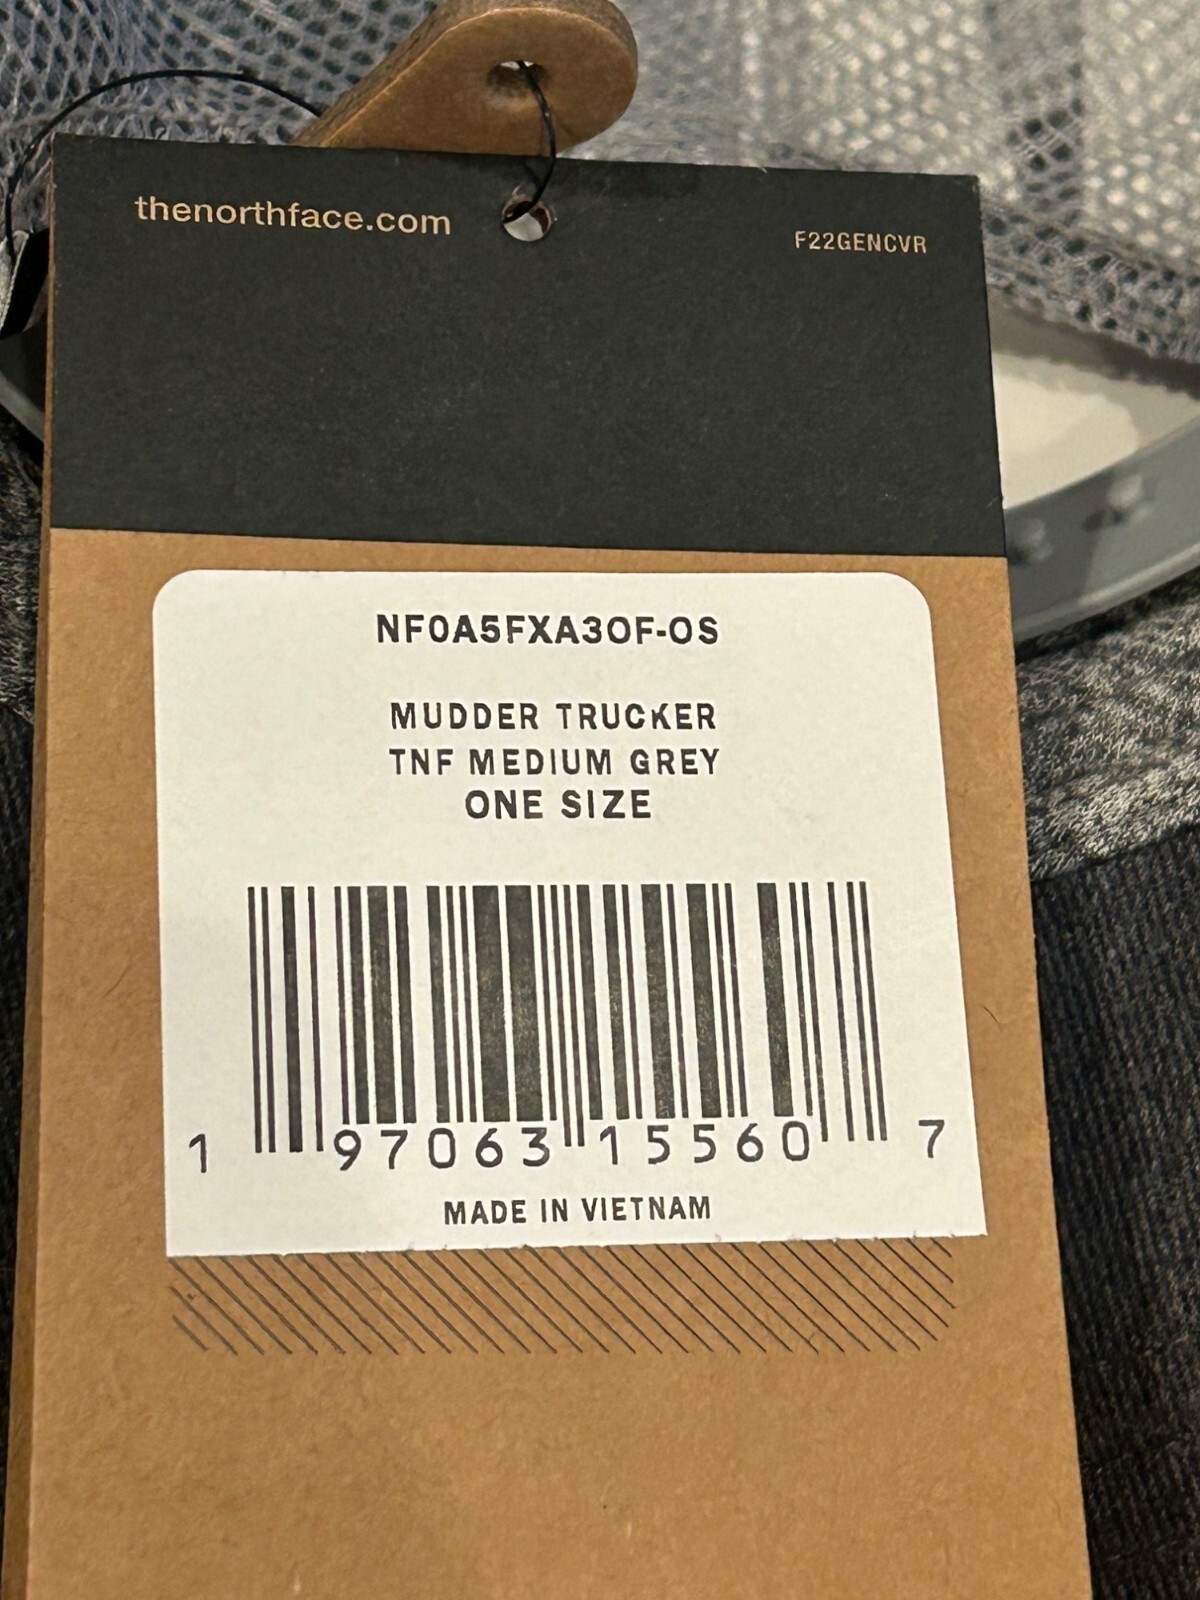 thenorthface.com
F22GENCVR
NF0A5FXA3OF-OS
MUDDER TRUCKER
TNF MEDIUM GREY
ONE SIZE
1 97063 15560 7
MADE IN VIETNAM